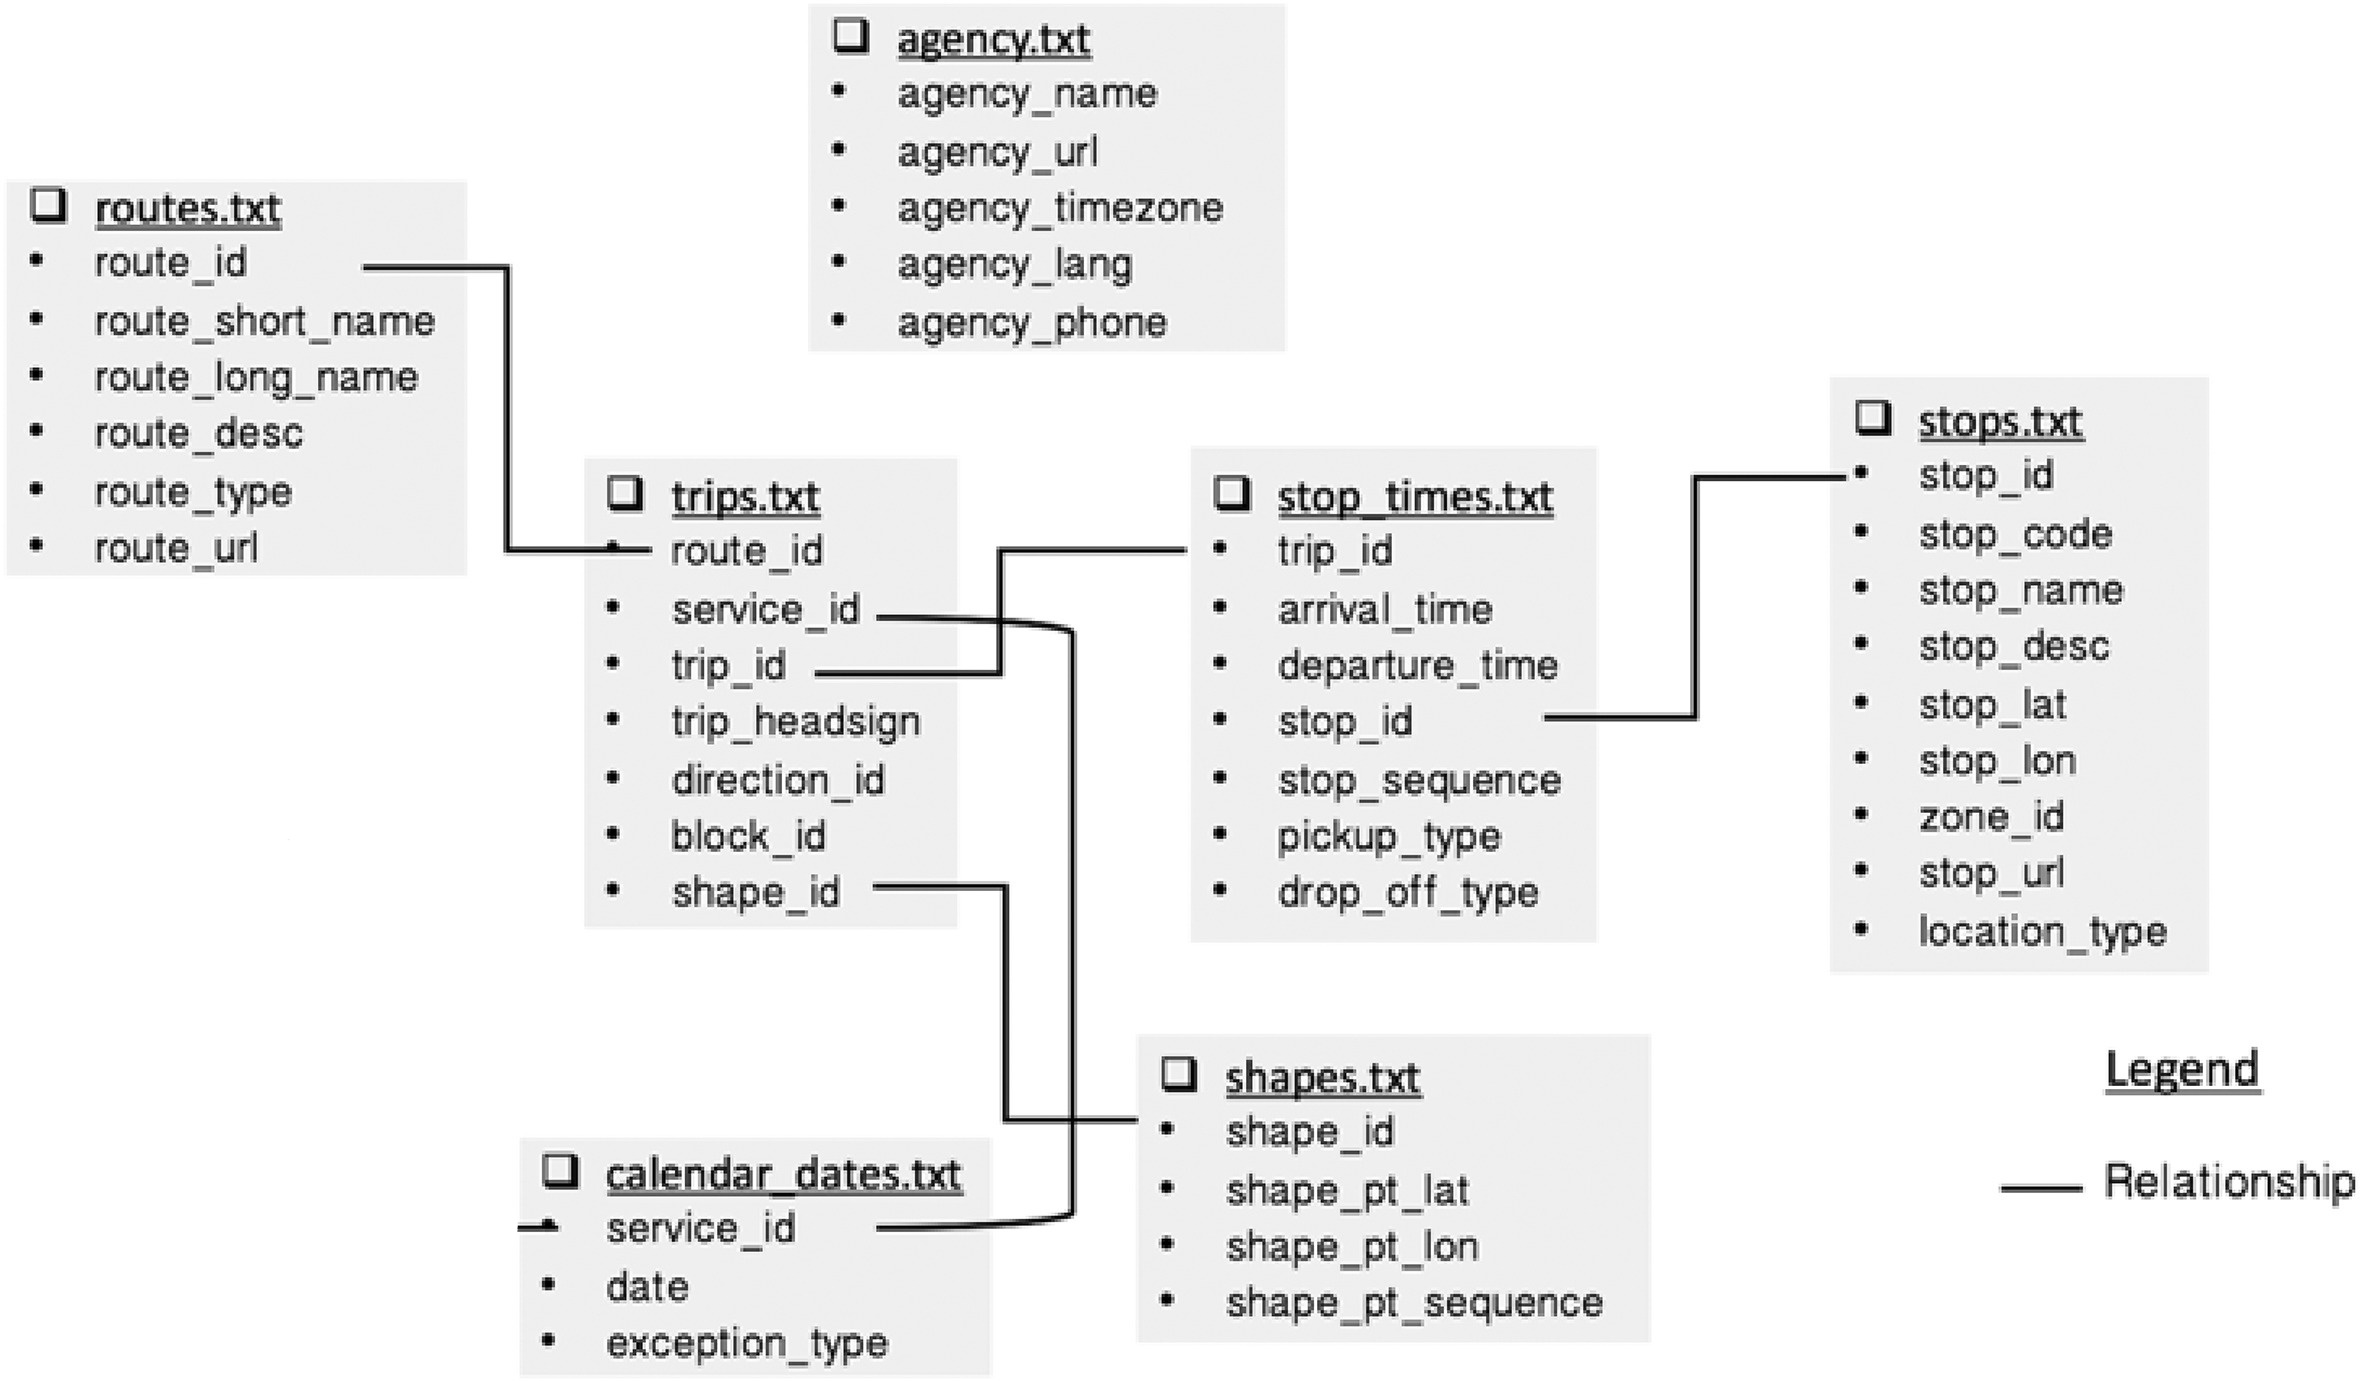 agency.txt
agency_name
agency_url
agency_timezone
agency_lang
agency_phone
routes.txt
route_id
route_short_name
route_long_name
route_desc
route_type
route_url
trips.txt
route_id
service_id
trip_id
trip_headsign
direction_id
block_id
shape_id
stop_times.txt
trip_id
arrival_time
departure_time
stop_id
stop_sequence
pickup_type
drop_off_type
stops.txt
stop_id
stop_code
stop_name
stop_desc
stop_lat
stop_lon
zone_id
stop_url
location_type
calendar_dates.txt
service_id
date
exception_type
shapes.txt
shape_id
shape_pt_lat
shape_pt_lon
shape_pt_sequence
Legend
Relationship